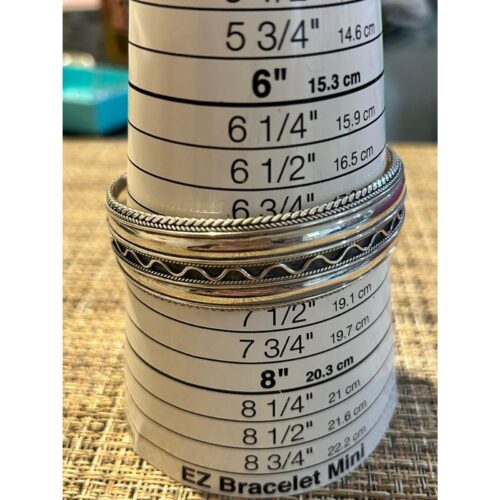 5 3/4" 14.6 cm
6" 15.3 cm
6 1/4" 15.9 cm
6 1/2" 16.5 cm
6 3/4"
7 1/2" 19.1 cm
7 3/4" 19.7 cm
8" 20.3 cm
8 1/4" 21 cm
8 1/2" 21.6 cm
8 3/4" 22.2 cm
EZ Bracelet Mini